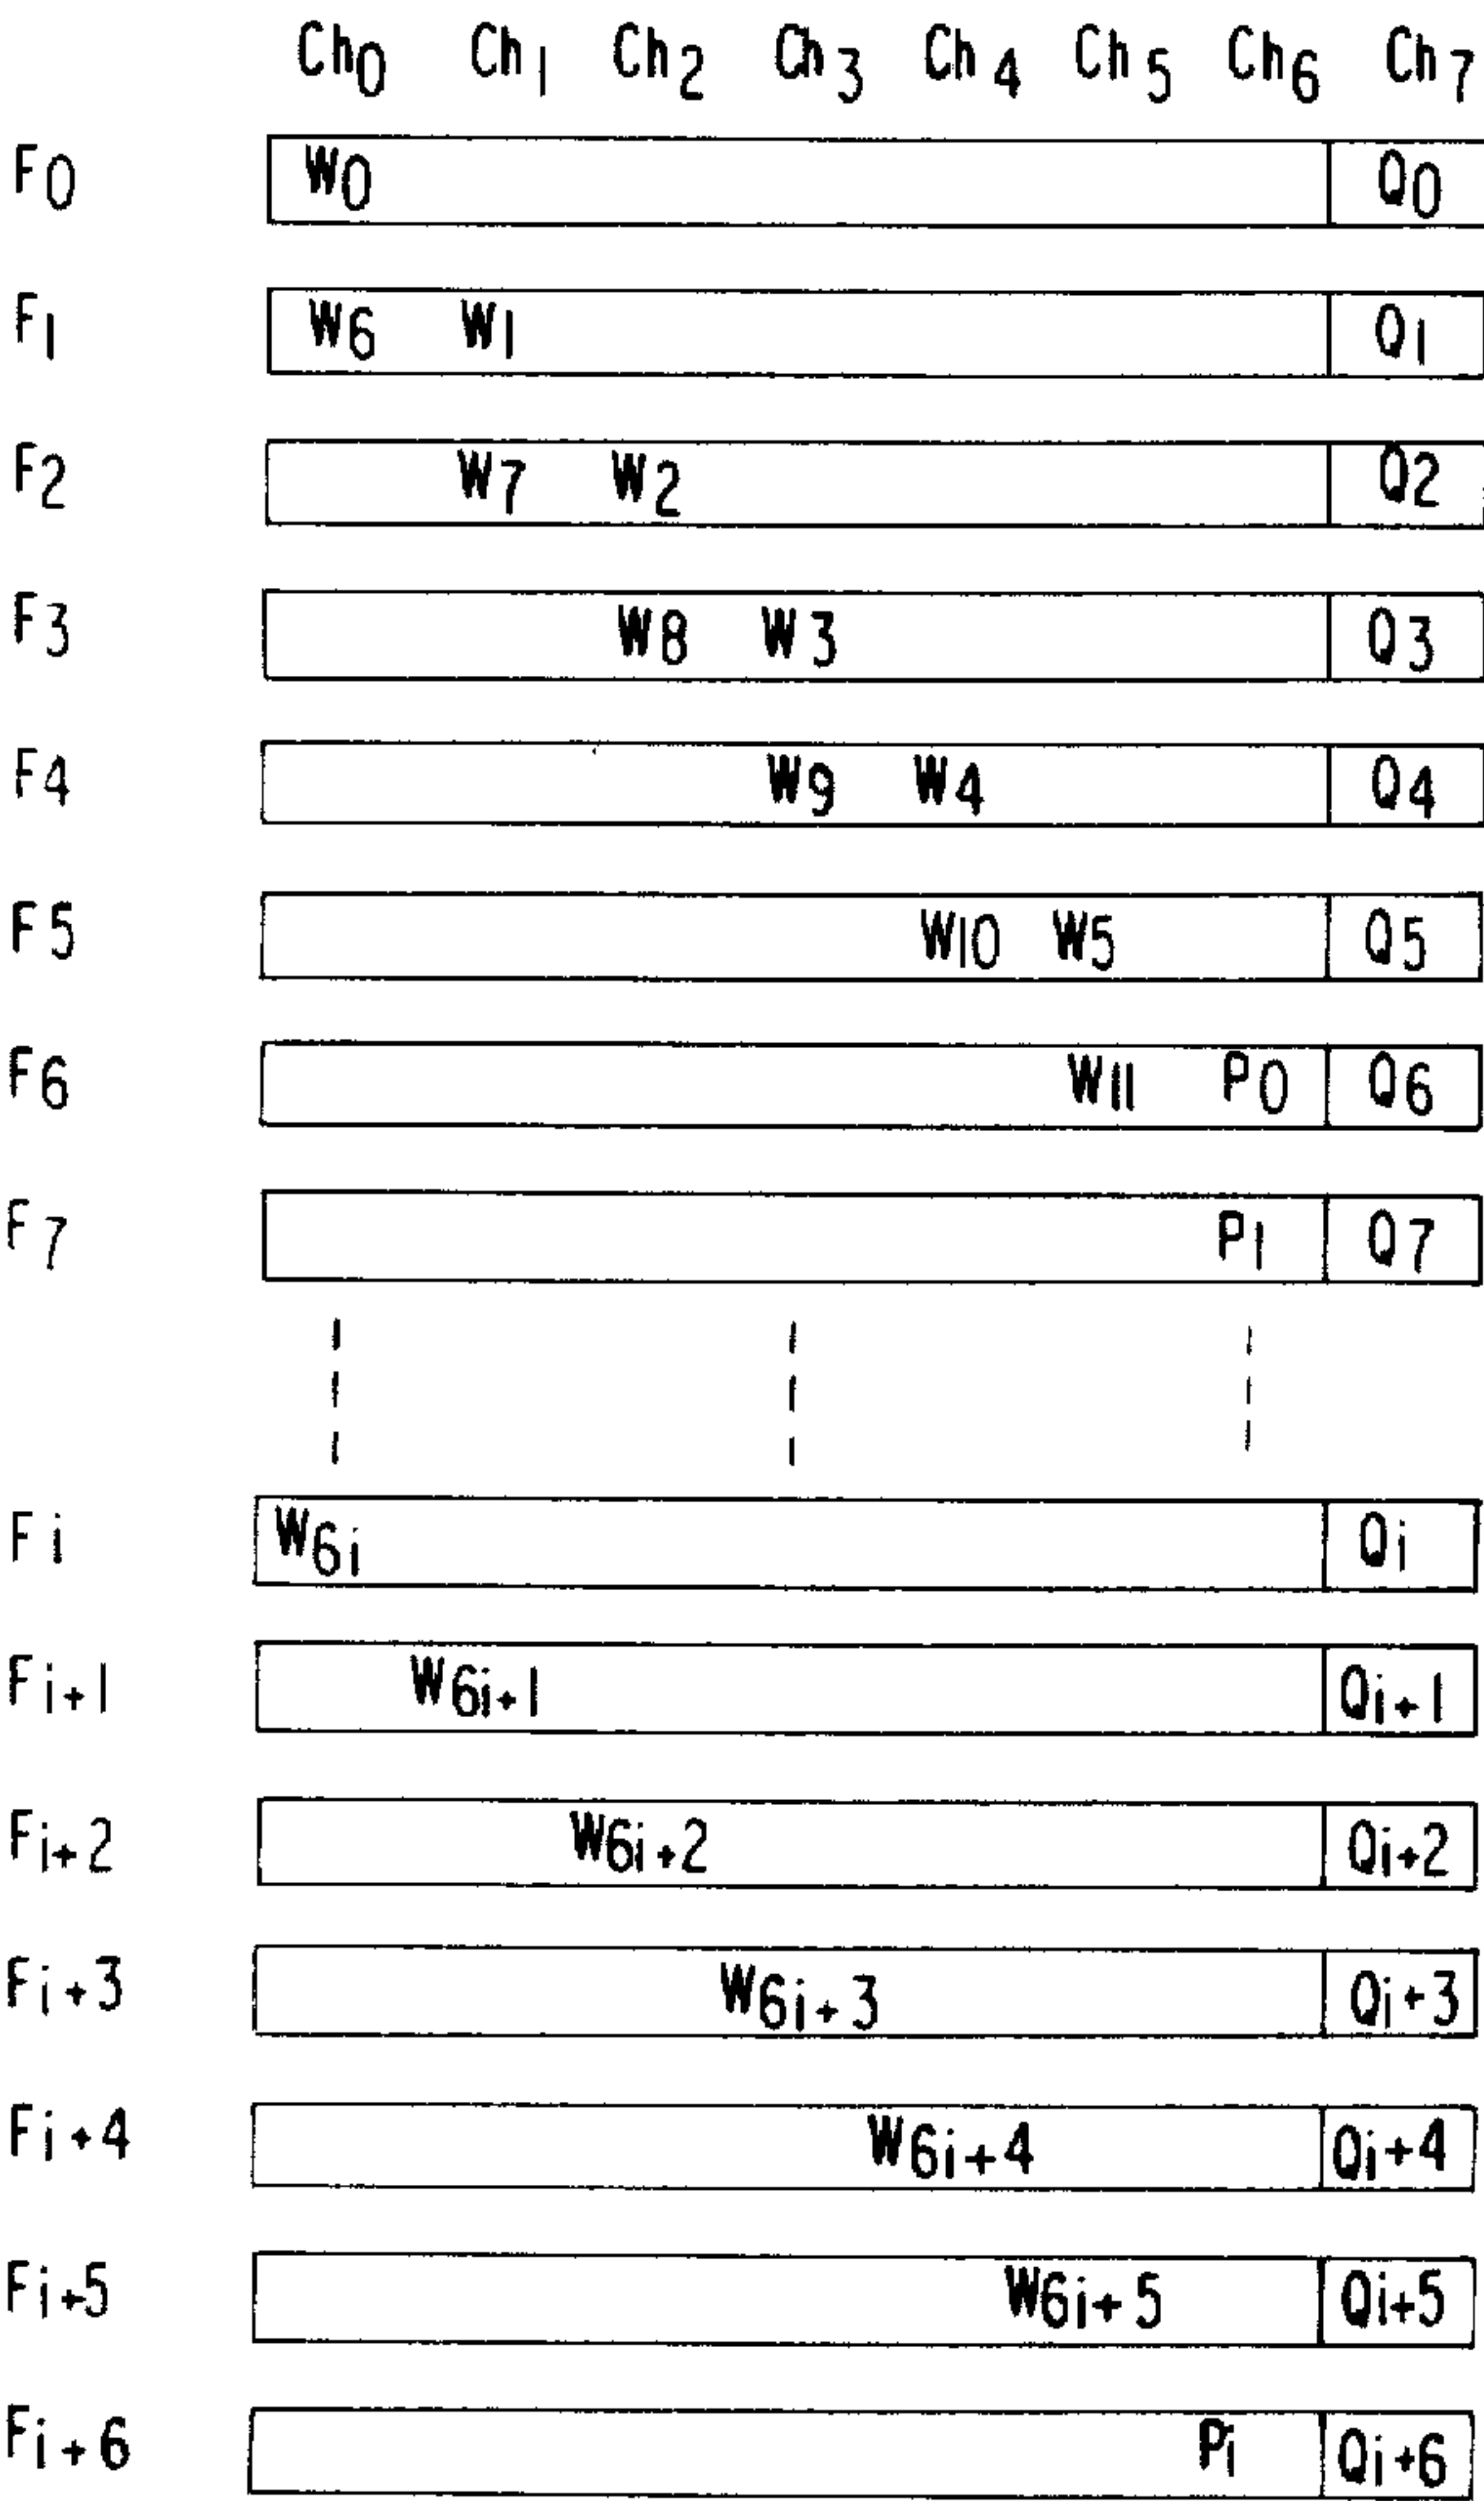 Ch0 Ch1 Ch2 Ch3 Ch4 Ch5 Ch6 Ch7
F0 W0 Q0
F1 W6 W1 Q1
F2 W7 W2 Q2
F3 W8 W3 Q3
F4 W9 W4 Q4
F5 W10 W5 Q5
F6 W11 P0 Q6
F7 P1 Q7
Fi W6i Qi
Fi+1 W6i+1 Qi+1
Fi+2 W6i+2 Qi+2
Fi+3 W6i+3 Qi+3
Fi+4 W6i+4 Qi+4
Fi+5 W6i+5 Qi+5
Fi+6 Pi Qi+6